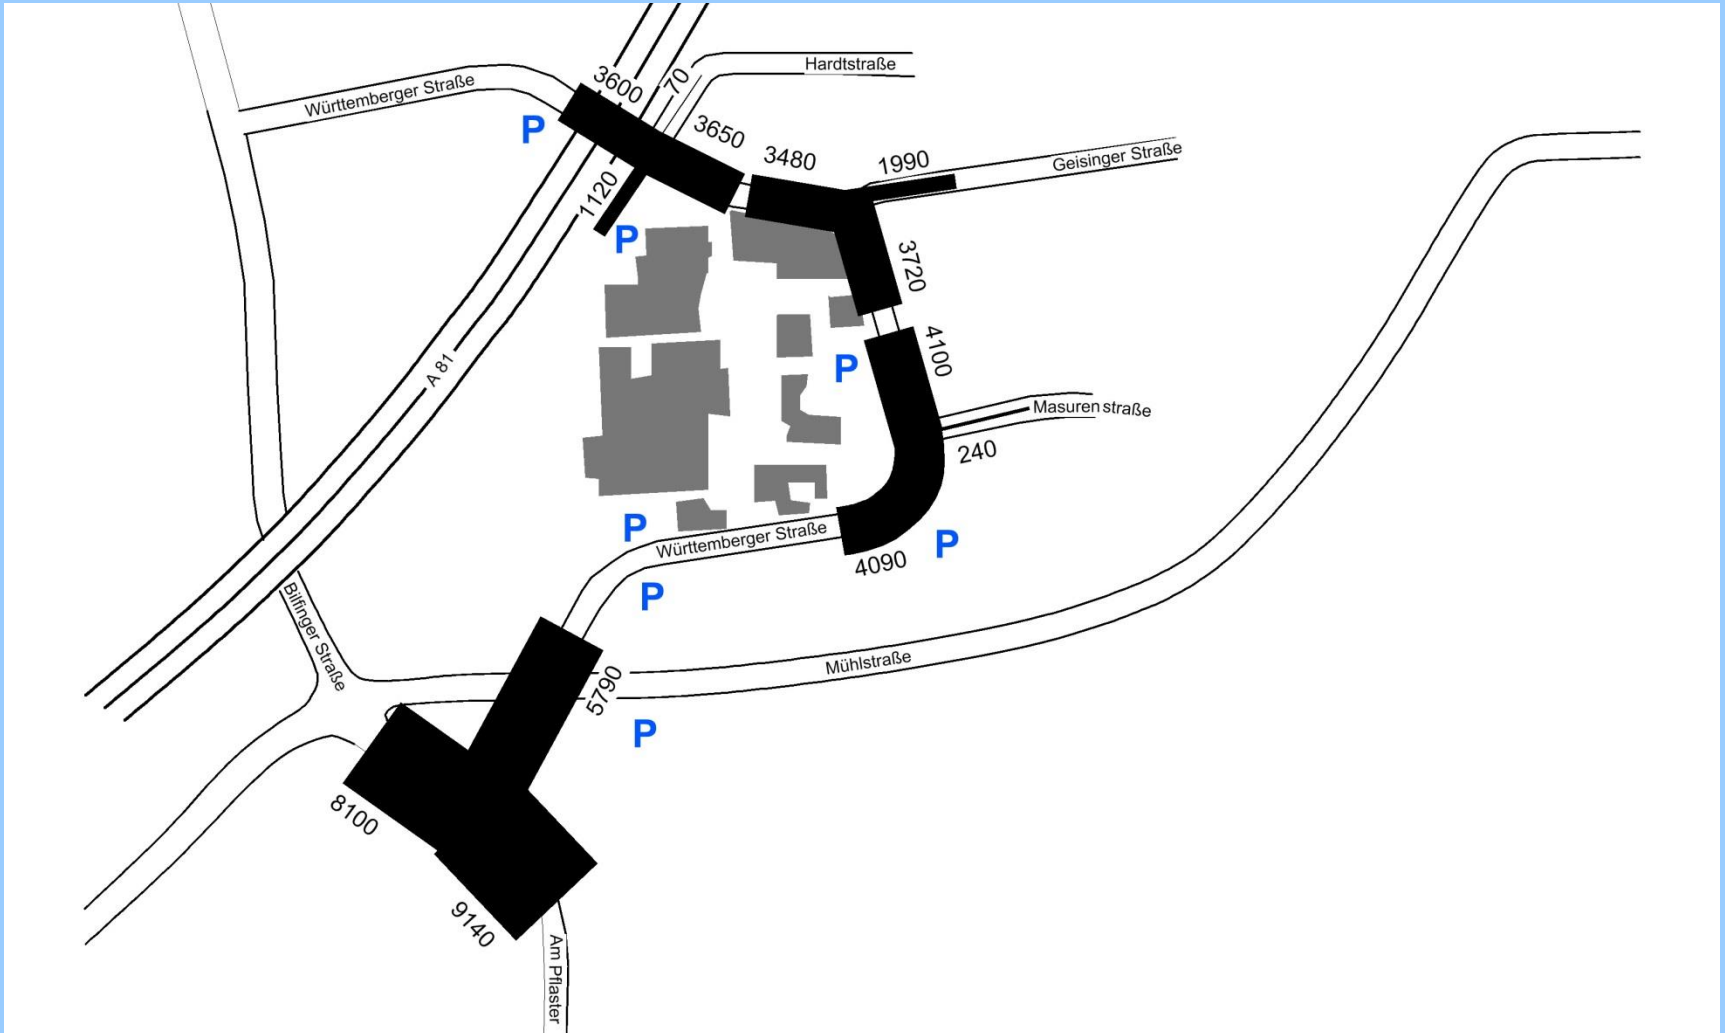 Hardtstraße
3600
70
Württemberger Straße
P
3650
3480
1990
Geisinger Straße
1120
P
3720
4100
A 81
P
Masurenstraße
240
P
Württemberger Straße
P
4090
P
Bilfinger Straße
Mühlstraße
5790
P
8100
9140
Am Pflaster